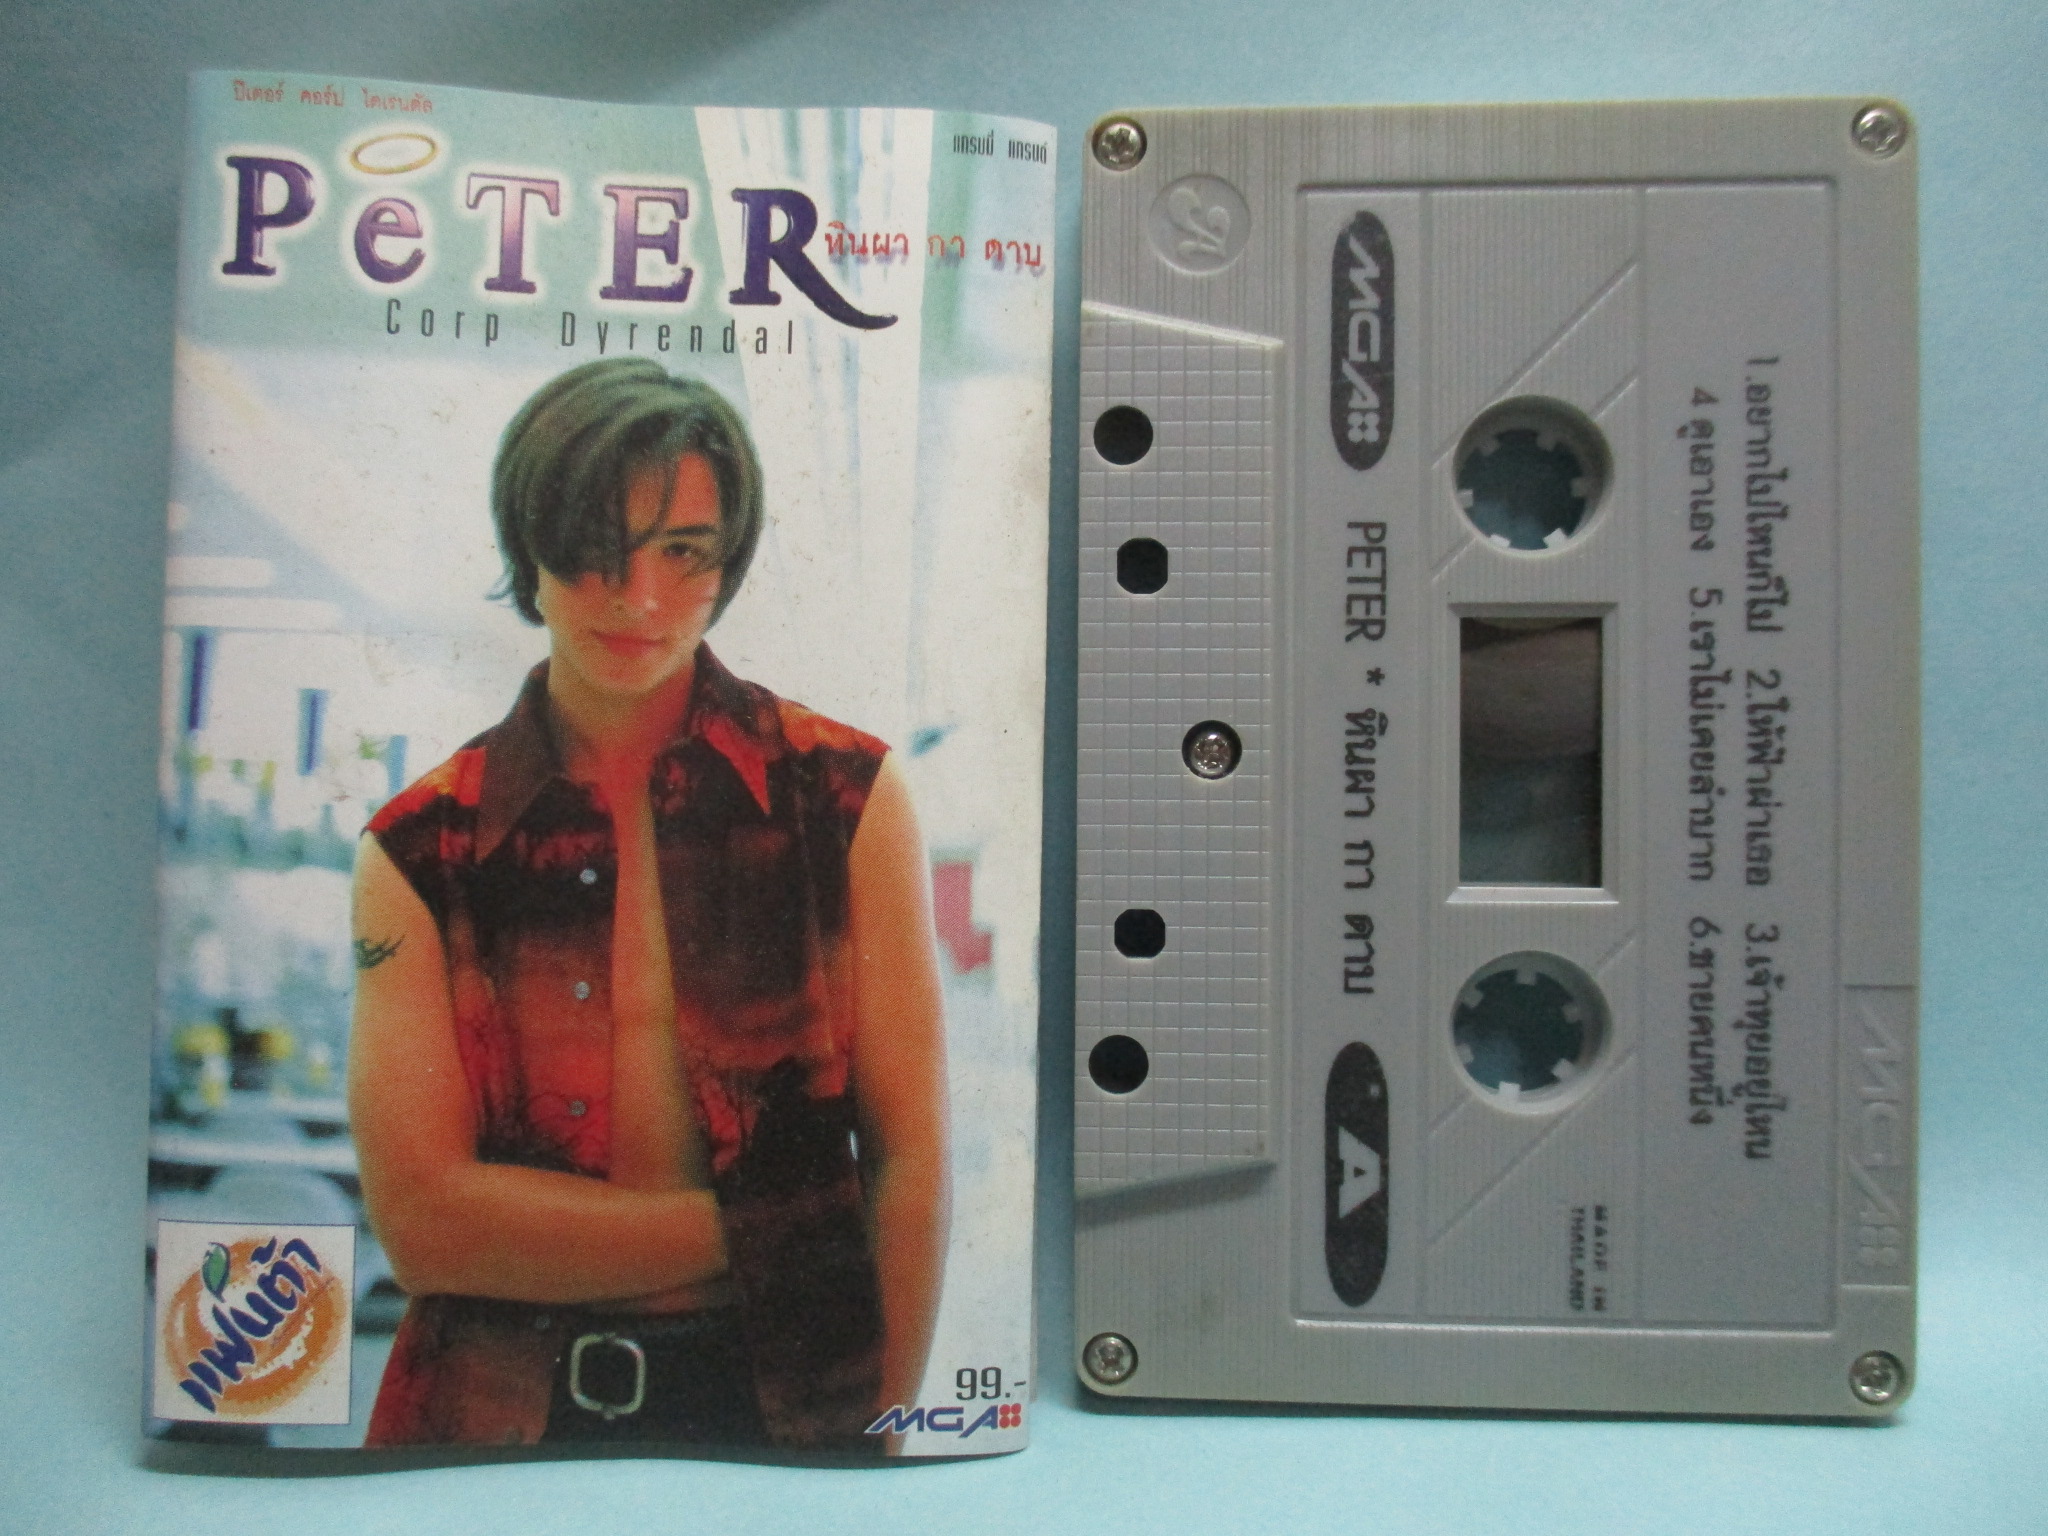 ปีเตอร์ คอร์ป ไดเรนดัล
แกรมมี่ แกรนด์
PeTER
หินผา กา ดาบ
Corp Dyrendal
แฟนต้า
99.-
MGA
MGA PETER * หินผา กา ดาบ A
1.อยากไปไหนก็ไป 2.ให้ฟ้าผ่าเธอ 3.เจ้าทุยอยู่ไหน
4.ดูเอาเอง 5.เราไม่เคยลำบาก 6.ชายคนหนึ่ง
MADE IN
THAILAND
MGA